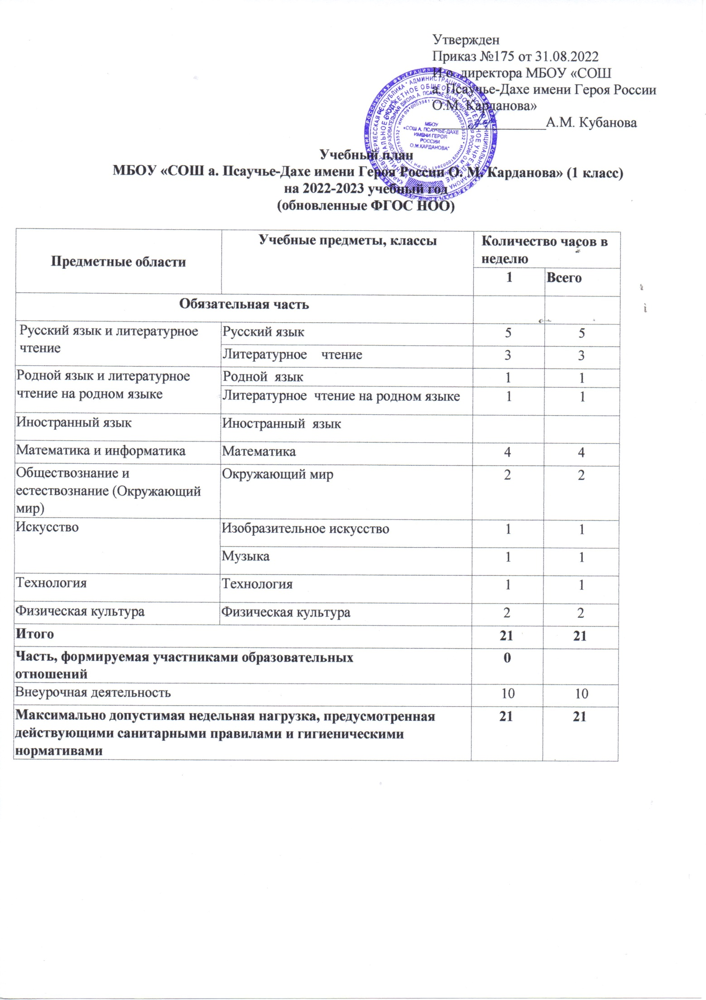 Утвержден
Приказ №175 от 31.08.2022
И.о. директора МБОУ «СОШ
а. Псаучье-Дахе имени Героя России
О.М. Карданова»
А.М. Кубанова
МБОУ
«СОШ А. ПСАУЧЬЕ-ДАХЕ
ИМЕНИ ГЕРОЯ
РОССИИ
О.М.КАРДАНОВА"
Учебный план
МБОУ «СОШ а. Псаучье-Дахе имени Героя России О. М. Карданова» (1 класс)
на 2022-2023 учебный год
(обновленные ФГОС НОО)
Предметные области
Учебные предметы, классы
Количество часов в
неделю
1 Всего
Обязательная часть
Русский язык и литературное
чтение
Русский язык 5 5
Литературное чтение 3 3
Родной язык и литературное
чтение на родном языке
Родной язык 1 1
Литературное чтение на родном языке 1 1
Иностранный язык Иностранный язык
Математика и информатика Математика 4 4
Обществознание и
естествознание (Окружающий
мир)
Окружающий мир 2 2
Искусство Изобразительное искусство 1 1
Музыка 1 1
Технология Технология 1 1
Физическая культура Физическая культура 2 2
Итого 21 21
Часть, формируемая участниками образовательных
отношений
0
Внеурочная деятельность 10 10
Максимально допустимая недельная нагрузка, предусмотренная
действующими санитарными правилами и гигиеническими
нормативами
21 21